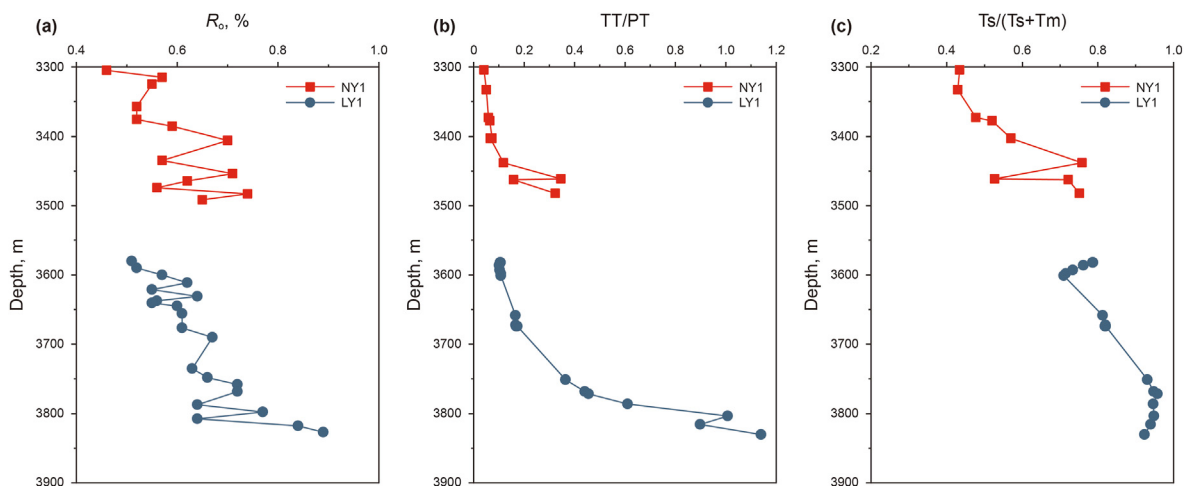 (a)
Rₒ, %
0.4 0.6 0.8 1.0
3300
3400
3500
3600
3700
3800
3900
Depth, m
NY1
LY1
(b)
TT/PT
0 0.2 0.4 0.6 0.8 1.0 1.2
3300
3400
3500
3600
3700
3800
3900
Depth, m
NY1
LY1
(c)
Ts/(Ts+Tm)
0.2 0.4 0.6 0.8 1.0
3300
3400
3500
3600
3700
3800
3900
Depth, m
NY1
LY1